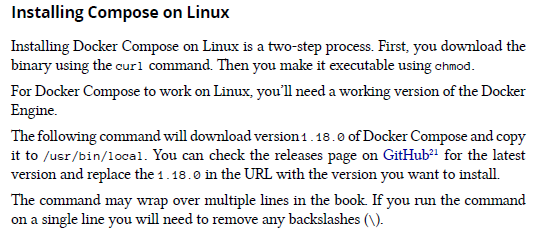 Installing Compose on Linux
Installing Docker Compose on Linux is a two-step process. First, you download the
binary using the curl command. Then you make it executable using chmod.
For Docker Compose to work on Linux, you’ll need a working version of the Docker
Engine.
The following command will download version 1.18.0 of Docker Compose and copy
it to /usr/bin/local. You can check the releases page on GitHub²¹ for the latest
version and replace the 1.18.0 in the URL with the version you want to install.
The command may wrap over multiple lines in the book. If you run the command
on a single line you will need to remove any backslashes (\).